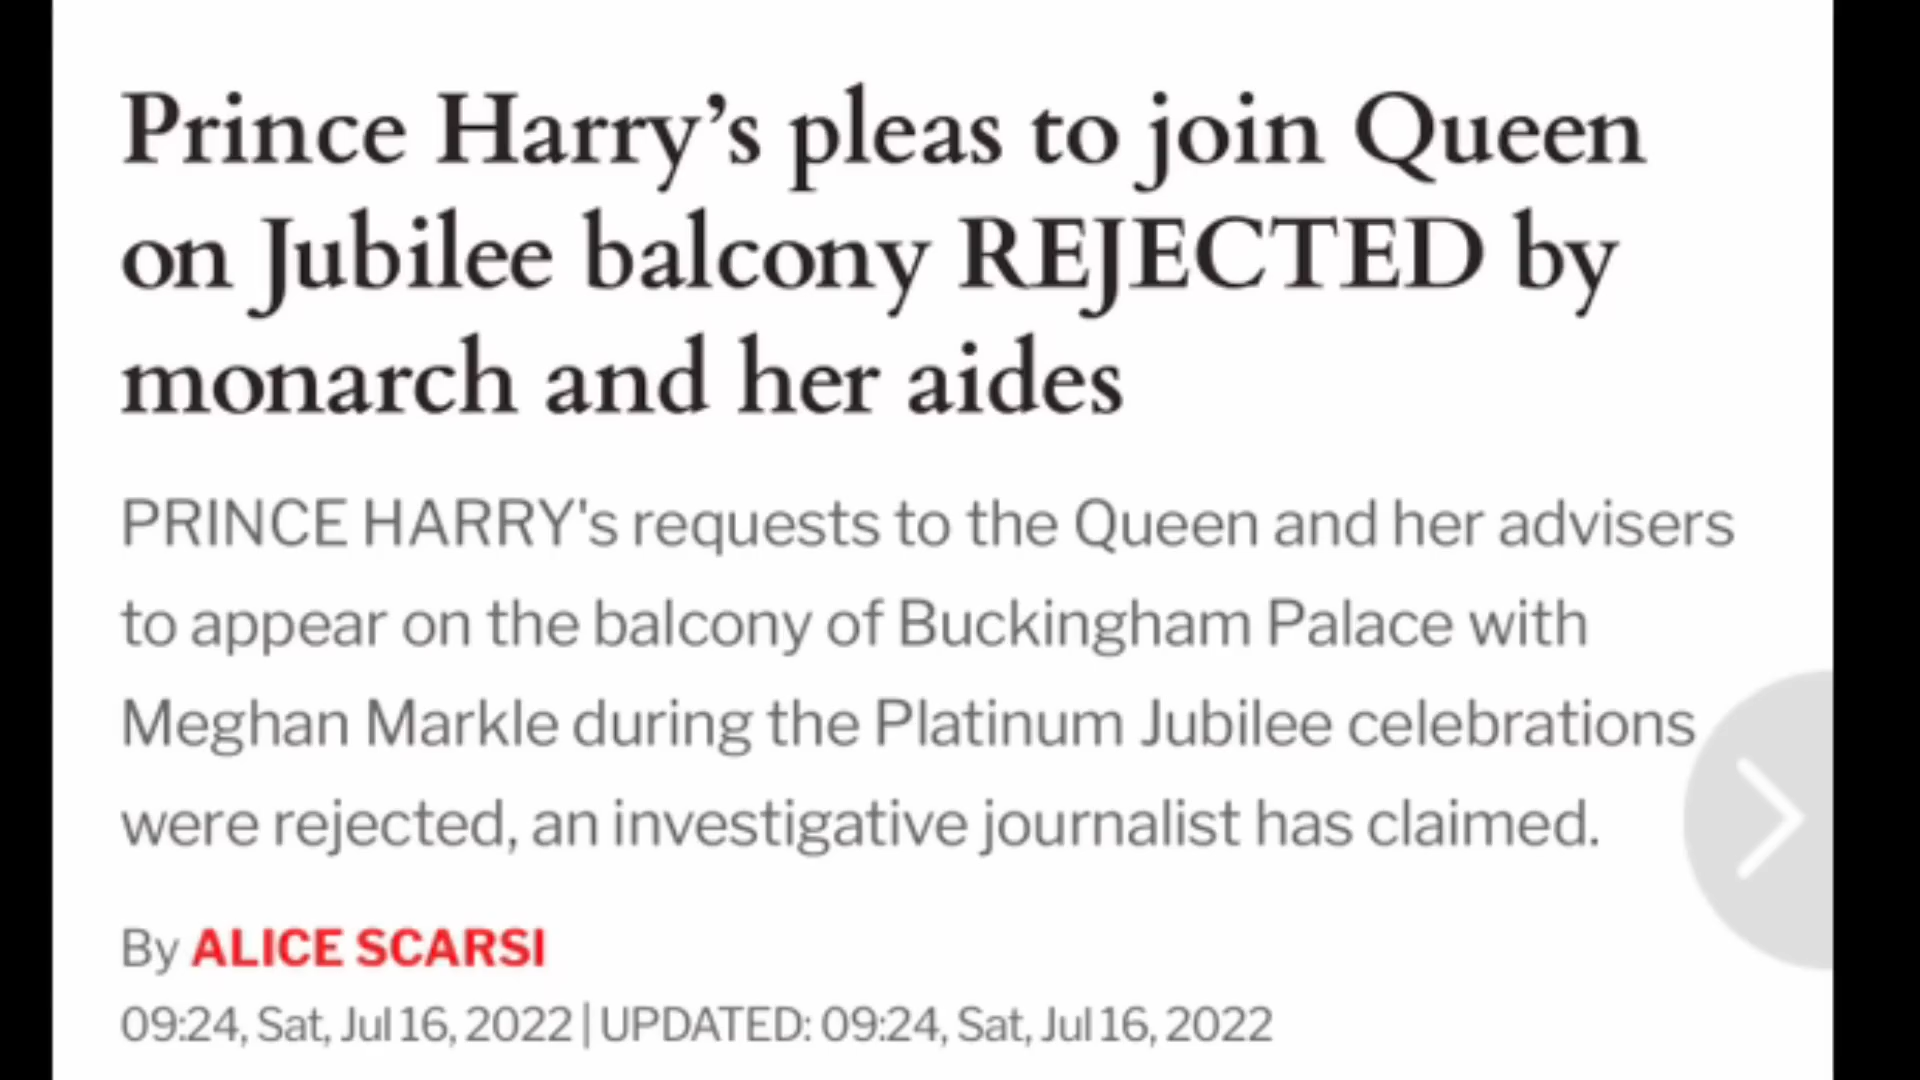 Prince Harry’s pleas to join Queen
on Jubilee balcony REJECTED by
monarch and her aides
PRINCE HARRY's requests to the Queen and her advisers
to appear on the balcony of Buckingham Palace with
Meghan Markle during the Platinum Jubilee celebrations
were rejected, an investigative journalist has claimed.
By ALICE SCARSI
09:24, Sat, Jul 16, 2022 | UPDATED: 09:24, Sat, Jul 16, 2022